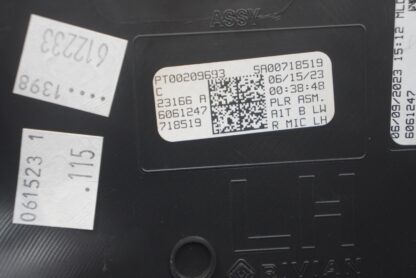 ASSY
612233
1398 ....
061523 1
.115
PT00209693 SA00718519
C 06/15/23
23166 A 00:38:48
6061247 PLR ASM.
718519 AIT B LW
R MIC LH
06/09/2023 15:12 MLC
6061247
LH
RIVIAN